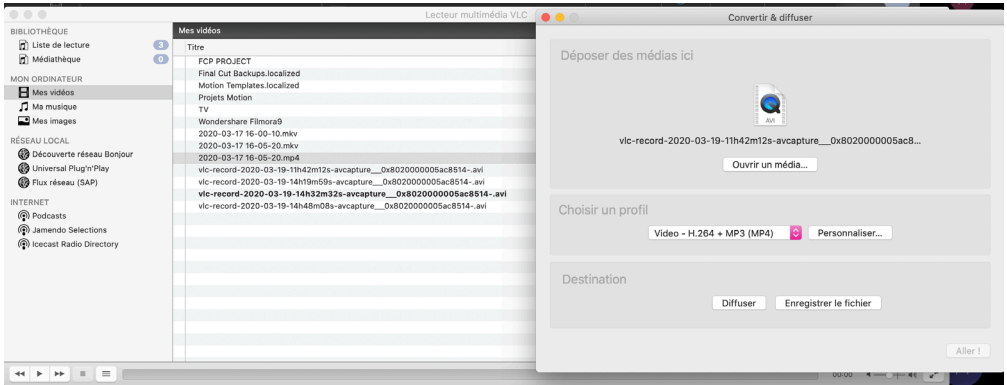 Lecteur multimédia VLC
BIBLIOTHÈQUE
Liste de lecture 3
Médiathèque 0
MON ORDINATEUR
Mes vidéos
Ma musique
Mes images
RÉSEAU LOCAL
Découverte réseau Bonjour
Universal Plug'n'Play
Flux réseau (SAP)
INTERNET
Podcasts
Jamendo Selections
Icecast Radio Directory
Mes vidéos
Titre
FCP PROJECT
Final Cut Backups.localized
Motion Templates.localized
Projets Motion
TV
Wondershare Filmora9
2020-03-17 16-00-10.mkv
2020-03-17 16-05-20.mkv
2020-03-17 16-05-20.mp4
vlc-record-2020-03-19-11h42m12s-avcapture__0x8020000005ac8514-.avi
vlc-record-2020-03-19-14h19m59s-avcapture__0x8020000005ac8514-.avi
vlc-record-2020-03-19-14h32m32s-avcapture__0x8020000005ac8514-.avi
vlc-record-2020-03-19-14h48m08s-avcapture__0x8020000005ac8514-.avi
00:00
Convertir & diffuser
Déposer des médias ici
AVI
vlc-record-2020-03-19-11h42m12s-avcapture__0x8020000005ac8...
Ouvrir un média...
Choisir un profil
Video - H.264 + MP3 (MP4)
Personnaliser...
Destination
Diffuser
Enregistrer le fichier
Aller !